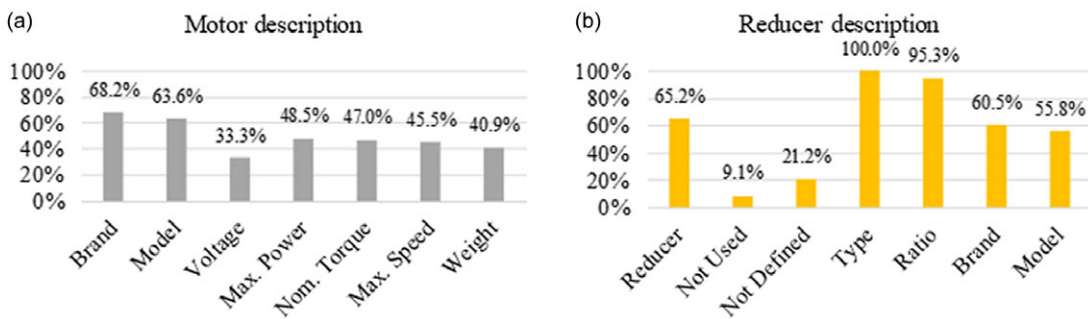 (a) Motor description
100%
80%
60%
40%
20%
0%
68.2%
63.6%
33.3%
48.5%
47.0%
45.5%
40.9%
Brand
Model
Voltage
Max. Power
Nom. Torque
Max. Speed
Weight
(b) Reducer description
100%
80%
60%
40%
20%
0%
65.2%
9.1%
21.2%
100.0%
95.3%
60.5%
55.8%
Reducer
Not Used
Not Defined
Type
Ratio
Brand
Model